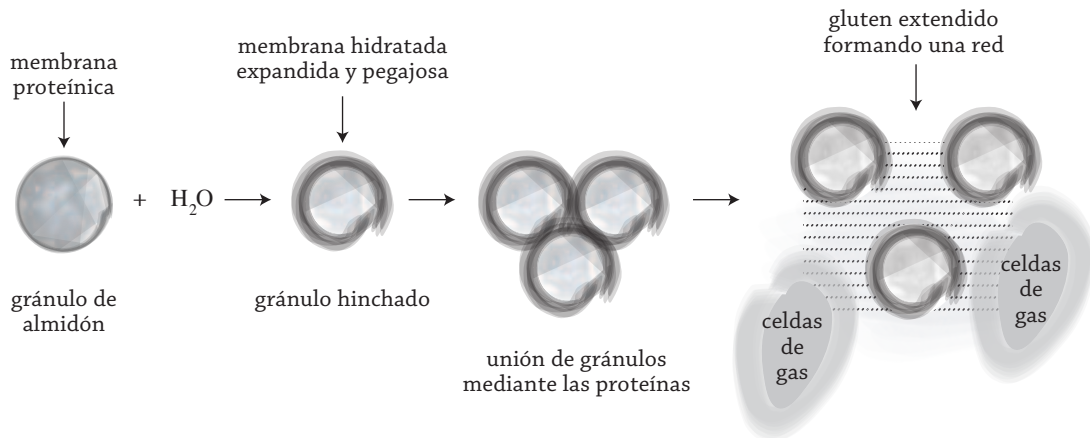 membrana
proteínica
gránulo de
almidón
+ H₂O
membrana hidratada
expandida y pegajosa
gránulo hinchado
unión de gránulos
mediante las proteínas
gluten extendido
formando una red
celdas
de
gas
celdas
de
gas